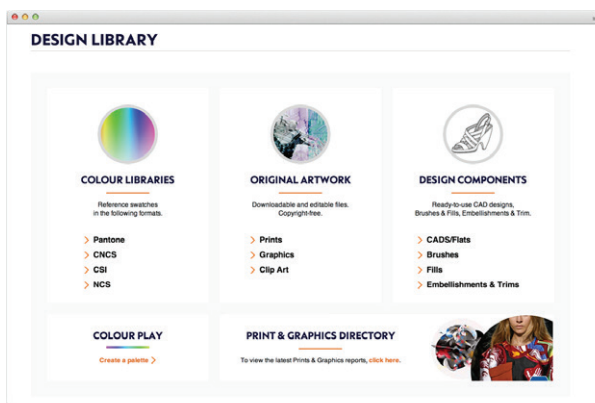 DESIGN LIBRARY
COLOUR LIBRARIES
Reference swatches
in the following formats.
Pantone
CNCS
CSI
NCS
ORIGINAL ARTWORK
Downloadable and editable files.
Copyright-free.
Prints
Graphics
Clip Art
DESIGN COMPONENTS
Ready-to-use CAD designs,
Brushes & Fills, Embellishments & Trim.
CADS/Flats
Brushes
Fills
Embellishments & Trims
COLOUR PLAY
Create a palette
PRINT & GRAPHICS DIRECTORY
To view the latest Prints & Graphics reports, click here.